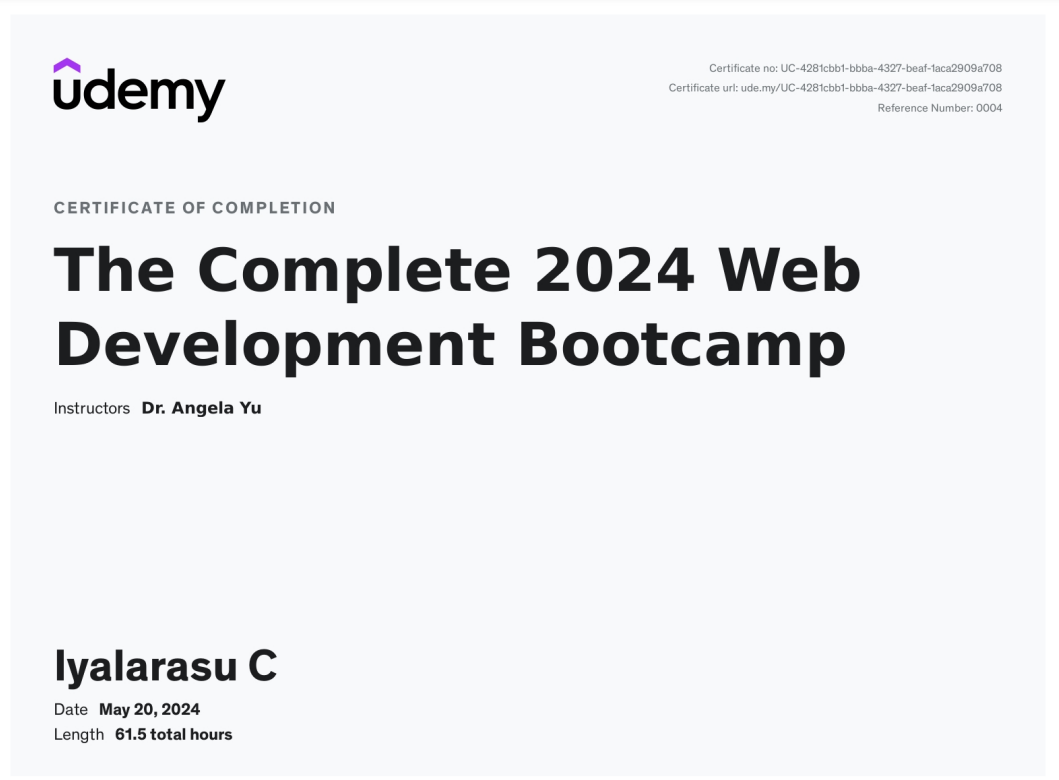 udemy
Certificate no: UC-4281cbb1-bbba-4327-beaf-1aca2909a708
Certificate url: ude.my/UC-4281cbb1-bbba-4327-beaf-1aca2909a708
Reference Number: 0004
CERTIFICATE OF COMPLETION
The Complete 2024 Web
Development Bootcamp
Instructors Dr. Angela Yu
Iyalarasu C
Date May 20, 2024
Length 61.5 total hours